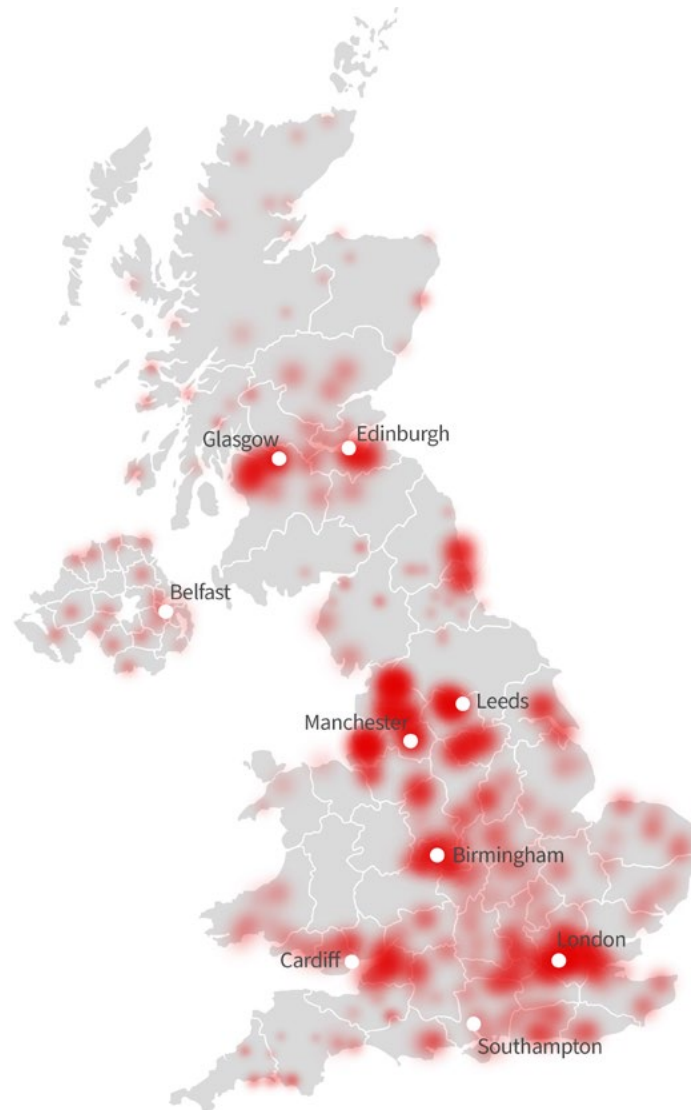 Edinburgh
Glasgow
Belfast
Leeds
Manchester
Birmingham
London
Cardiff
Southampton